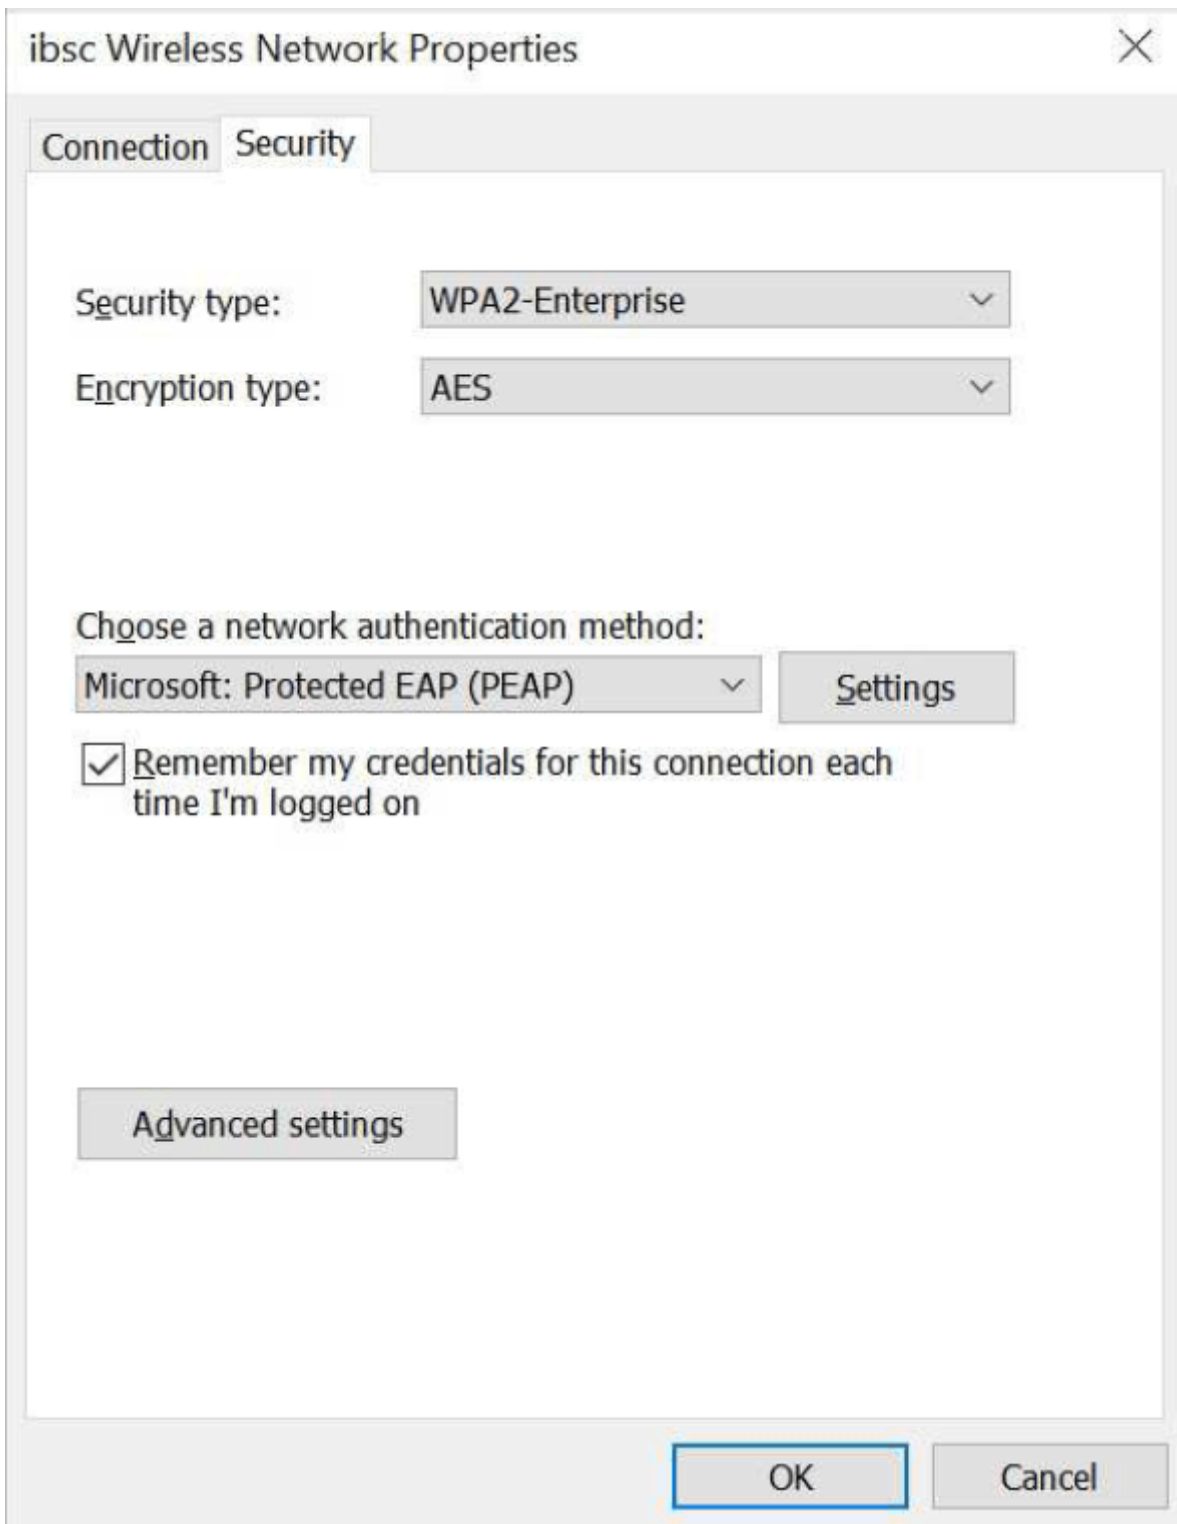 ibsc Wireless Network Properties
Connection Security
Security type: WPA2-Enterprise
Encryption type: AES
Choose a network authentication method:
Microsoft: Protected EAP (PEAP) Settings
Remember my credentials for this connection each
time I'm logged on
Advanced settings
OK Cancel